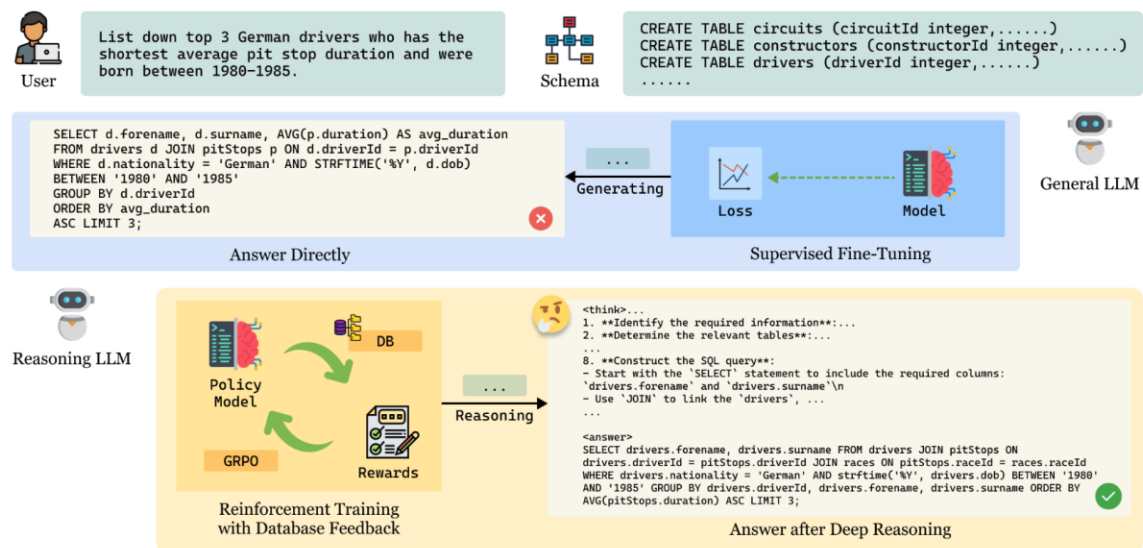 List down top 3 German drivers who has the
shortest average pit stop duration and were
born between 1980-1985.
User
Schema
CREATE TABLE circuits (circuitId integer,......)
CREATE TABLE constructors (constructorId integer,......)
CREATE TABLE drivers (driverId integer,......)
......
SELECT d.forename, d.surname, AVG(p.duration) AS avg_duration
FROM drivers d JOIN pitStops p ON d.driverId = p.driverId
WHERE d.nationality = 'German' AND STRFTIME('%Y', d.dob)
BETWEEN '1980' AND '1985'
GROUP BY d.driverId
ORDER BY avg_duration
ASC LIMIT 3;
Answer Directly
...
Generating
Loss
Model
Supervised Fine-Tuning
General LLM
Reasoning LLM
Policy
Model
DB
GRPO
Rewards
Reinforcement Training
with Database Feedback
...
Reasoning
<think>...
1. **Identify the required information**:...
2. **Determine the relevant tables**:...
...
8. **Construct the SQL query**:
- Start with the `SELECT` statement to include the required columns:
`drivers.forename` and `drivers.surname`\n
- Use `JOIN` to link the `drivers`, ...
...
<answer>
SELECT drivers.forename, drivers.surname FROM drivers JOIN pitStops ON
drivers.driverId = pitStops.driverId JOIN races ON pitStops.raceId = races.raceId
WHERE drivers.nationality = 'German' AND strftime('%Y', drivers.dob) BETWEEN '1980'
AND '1985' GROUP BY drivers.driverId, drivers.forename, drivers.surname ORDER BY
AVG(pitStops.duration) ASC LIMIT 3;
Answer after Deep Reasoning